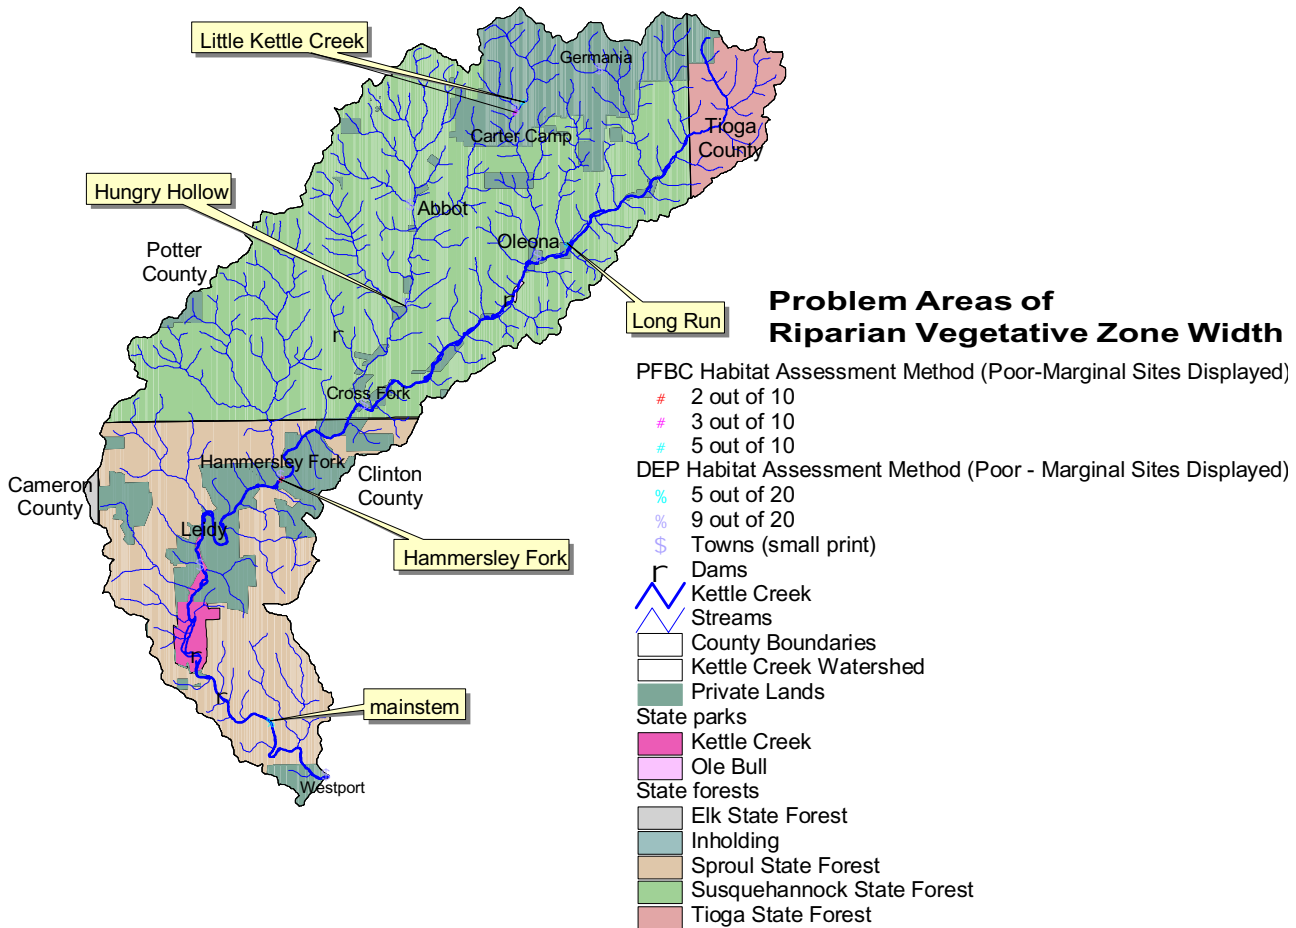 Little Kettle Creek
Germania
Carter Camp
Tioga
County
Hungry Hollow
Abbot
Potter
County
Oleona
r
Long Run
r
Cross Fork
Hammersley Fork
Clinton
County
Cameron
County
Leidy
Hammersley Fork
r
r
mainstem
Westport
Problem Areas of
Riparian Vegetative Zone Width
PFBC Habitat Assessment Method (Poor-Marginal Sites Displayed)
# 2 out of 10
# 3 out of 10
# 5 out of 10
DEP Habitat Assessment Method (Poor - Marginal Sites Displayed)
% 5 out of 20
% 9 out of 20
$ Towns (small print)
r Dams
Kettle Creek
Streams
County Boundaries
Kettle Creek Watershed
Private Lands
State parks
Kettle Creek
Ole Bull
State forests
Elk State Forest
Inholding
Sproul State Forest
Susquehannock State Forest
Tioga State Forest